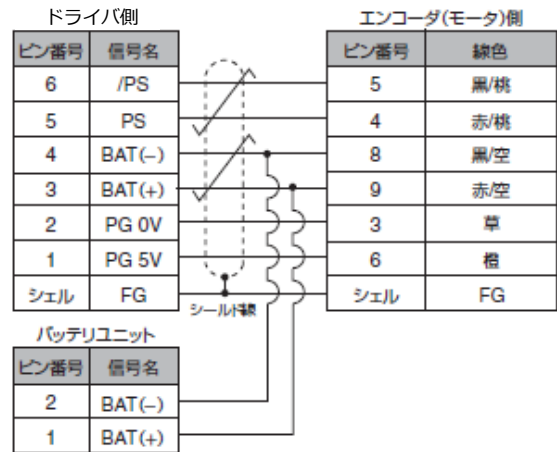 ドライバ側 エンコーダ(モータ)側
ピン番号 信号名 ピン番号 線色
6 /PS 5 黒/桃
5 PS 4 赤/桃
4 BAT(−) 8 黒/空
3 BAT(+) 9 赤/空
2 PG 0V 3 草
1 PG 5V 6 橙
シェル FG シェル FG
シールド線
バッテリユニット
ピン番号 信号名
2 BAT(−)
1 BAT(+)